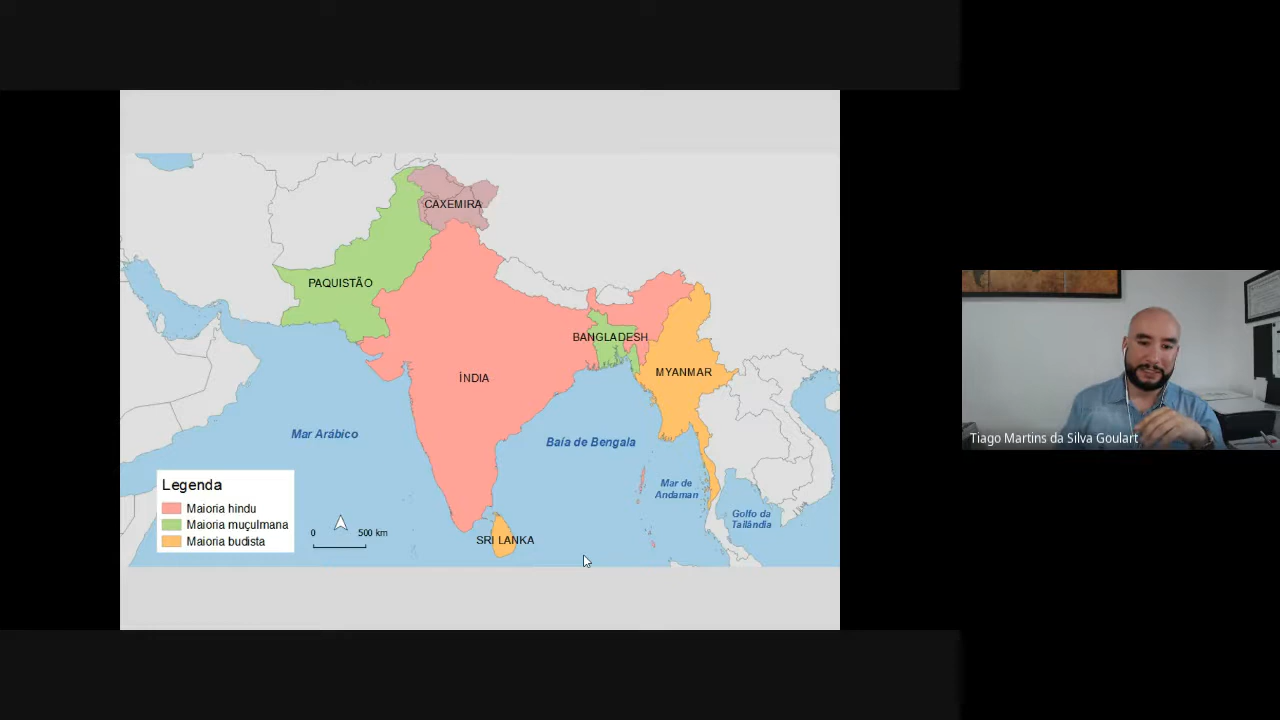 CAXEMIRA
PAQUISTÃO
BANGLADESH
MYANMAR
ÍNDIA
Mar Arábico
Baía de Bengala
Mar de
Andaman
Golfo da
Tailândia
SRI LANKA
Legenda
Maioria hindu
Maioria muçulmana
Maioria budista
0 500 km
Tiago Martins da Silva Goulart